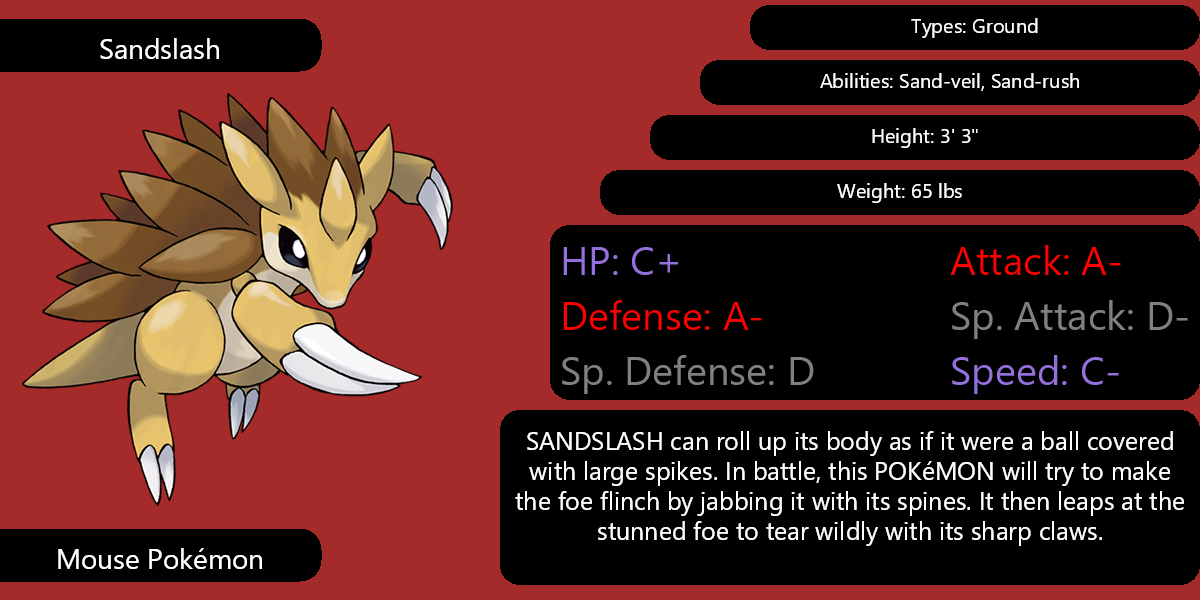 Sandslash
Types: Ground
Abilities: Sand-veil, Sand-rush
Height: 3' 3"
Weight: 65 lbs
HP: C+
Attack: A-
Defense: A-
Sp. Attack: D-
Sp. Defense: D
Speed: C-
SANDSLASH can roll up its body as if it were a ball covered
with large spikes. In battle, this POKéMON will try to make
the foe flinch by jabbing it with its spines. It then leaps at the
stunned foe to tear wildly with its sharp claws.
Mouse Pokémon